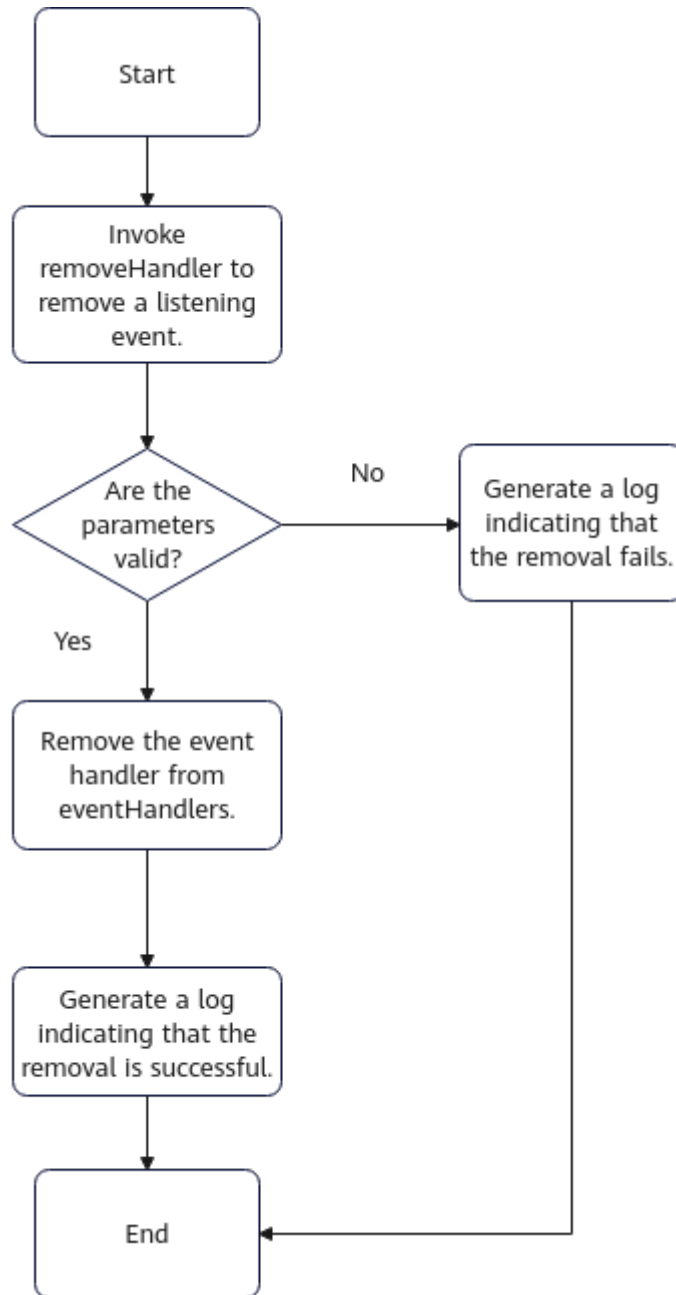 Start
Invoke
removeHandler to
remove a listening
event.
Are the
parameters
valid?
No
Generate a log
indicating that
the removal fails.
Yes
Remove the event
handler from
eventHandlers.
Generate a log
indicating that the
removal is successful.
End